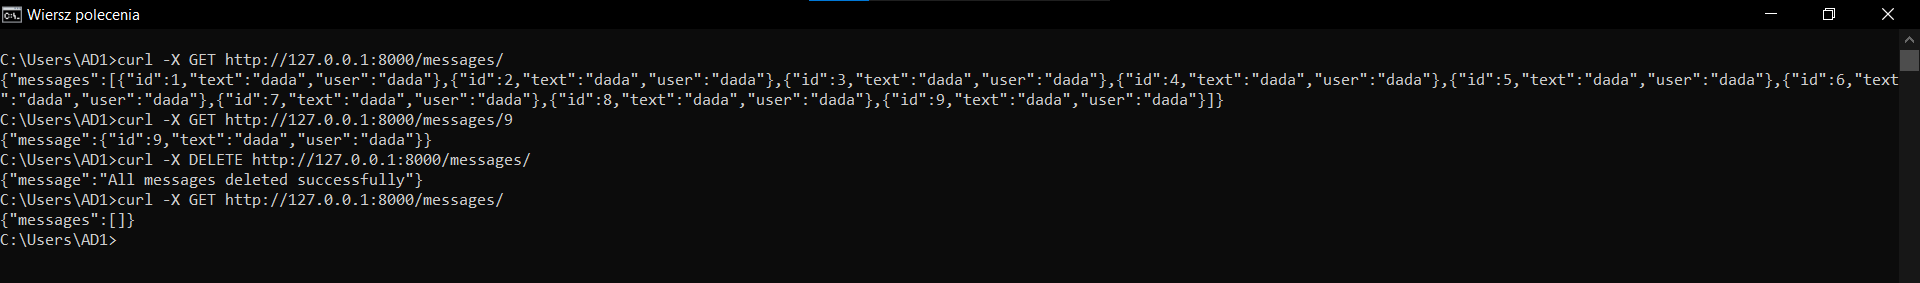 Wiersz polecenia
C:\Users\AD1>curl -X GET http://127.0.0.1:8000/messages/
{"messages":[{"id":1,"text":"dada","user":"dada"},{"id":2,"text":"dada","user":"dada"},{"id":3,"text":"dada","user":"dada"},{"id":4,"text":"dada","user":"dada"},{"id":5,"text":"dada","user":"dada"},{"id":6,"text
":"dada","user":"dada"},{"id":7,"text":"dada","user":"dada"},{"id":8,"text":"dada","user":"dada"},{"id":9,"text":"dada","user":"dada"}]}
C:\Users\AD1>curl -X GET http://127.0.0.1:8000/messages/9
{"message":{"id":9,"text":"dada","user":"dada"}}
C:\Users\AD1>curl -X DELETE http://127.0.0.1:8000/messages/
{"message":"All messages deleted successfully"}
C:\Users\AD1>curl -X GET http://127.0.0.1:8000/messages/
{"messages":[]}
C:\Users\AD1>